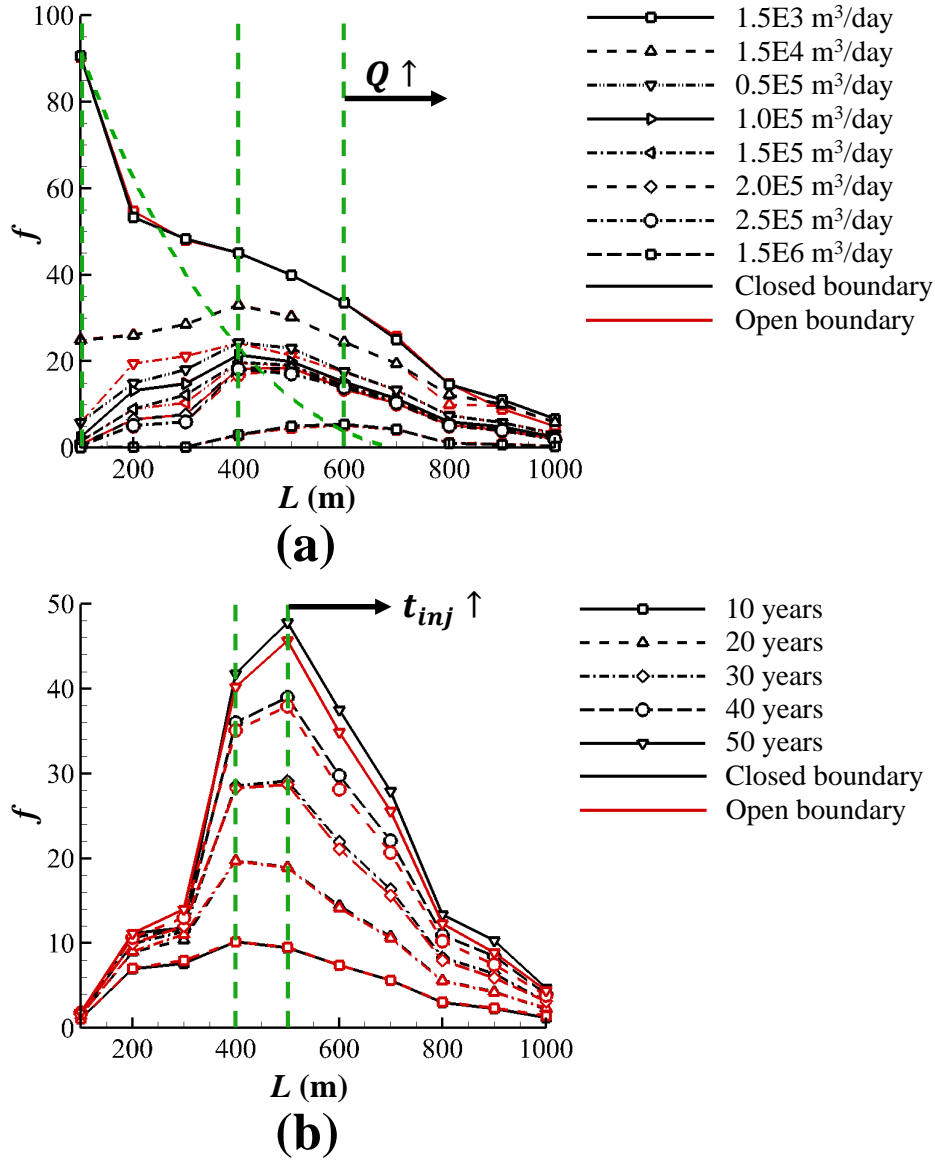 100
80
60
40
20
0
f
Q ↑
200 400 600 800 1000
L (m)
(a)
1.5E3 m³/day
1.5E4 m³/day
0.5E5 m³/day
1.0E5 m³/day
1.5E5 m³/day
2.0E5 m³/day
2.5E5 m³/day
1.5E6 m³/day
Closed boundary
Open boundary
50
40
30
20
10
0
f
t_inj ↑
200 400 600 800 1000
L (m)
(b)
10 years
20 years
30 years
40 years
50 years
Closed boundary
Open boundary